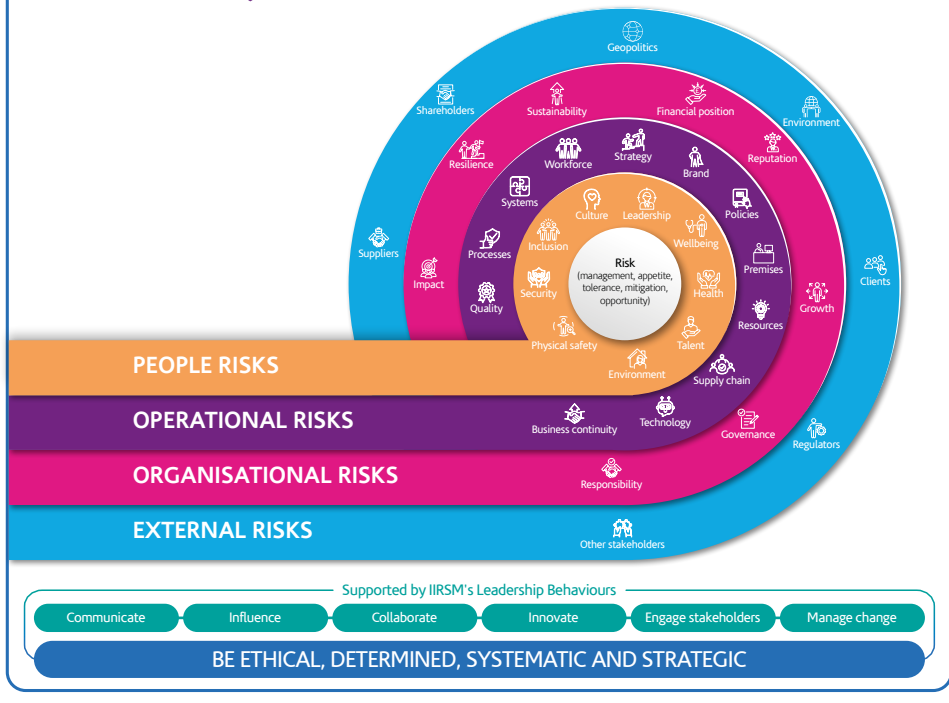 Geopolitics
Shareholders
Sustainability
Financial position
Environment
Resilience
Workforce
Strategy
Brand
Reputation
Systems
Culture
Leadership
Policies
Suppliers
Processes
Inclusion
Wellbeing
Premises
Clients
Impact
Quality
Security
Risk
(management, appetite,
tolerance, mitigation,
opportunity)
Health
Growth
Resources
Physical safety
Talent
Environment
Supply chain
PEOPLE RISKS
OPERATIONAL RISKS
Business continuity
Technology
Governance
Regulators
ORGANISATIONAL RISKS
Responsibility
EXTERNAL RISKS
Other stakeholders
Supported by IIRSM's Leadership Behaviours
Communicate
Influence
Collaborate
Innovate
Engage stakeholders
Manage change
BE ETHICAL, DETERMINED, SYSTEMATIC AND STRATEGIC